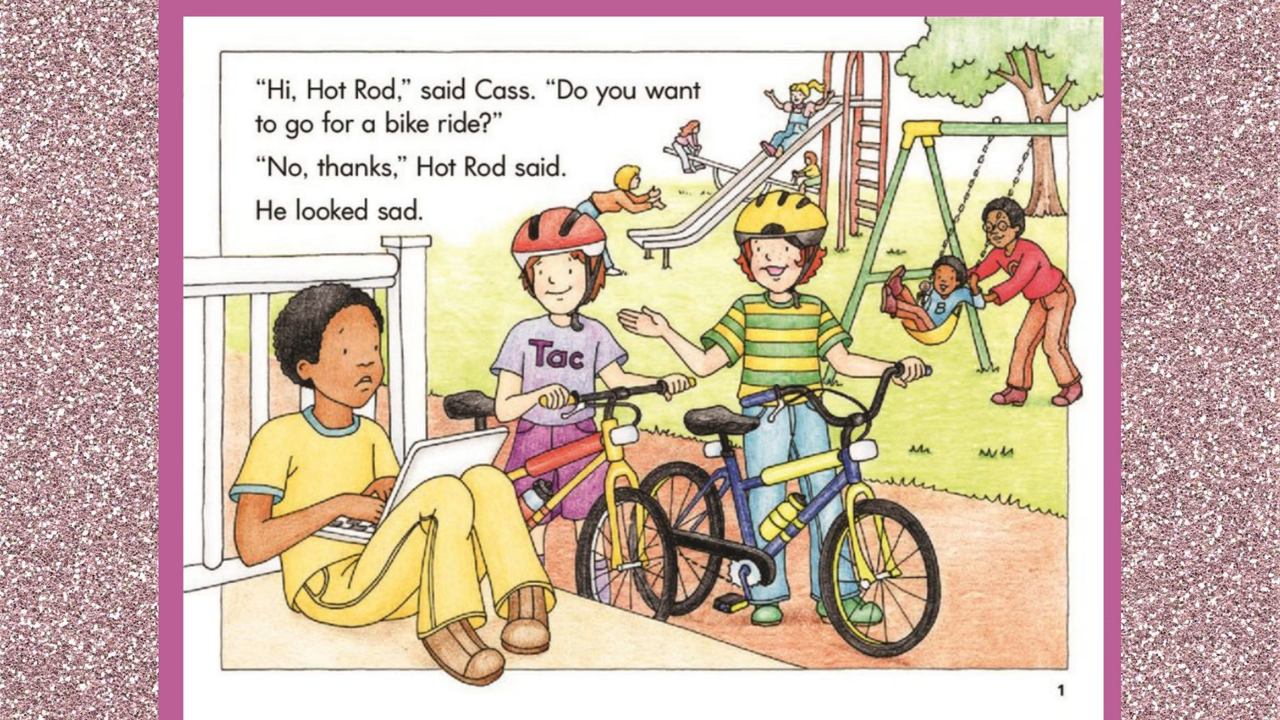 “Hi, Hot Rod,” said Cass. “Do you want
to go for a bike ride?”
“No, thanks,” Hot Rod said.
He looked sad.
Tac
B
1